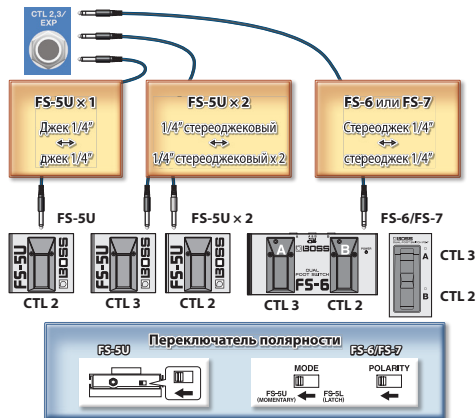 CTL 2,3/
EXP
FS-5U × 1
Джек 1/4”
джек 1/4”
FS-5U × 2
1/4” стереоджековый
1/4” стереоджековый x 2
FS-6 или FS-7
Стереоджек 1/4”
стереоджек 1/4”
FS-5U
FS-5U × 2
FS-6/FS-7
FS-5U
BOSS
CTL 2
FS-5U
BOSS
CTL 3
FS-5U
BOSS
CTL 2
A
BOSS
B
DUAL
FOOT SWITCH
FS-6
CTL 3
CTL 2
BOSS
A
B
CTL 3
CTL 2
Переключатель полярности
FS-5U
FS-6/FS-7
MODE
POLARITY
FS-5U
(MOMENTARY)
FS-5L
(LATCH)